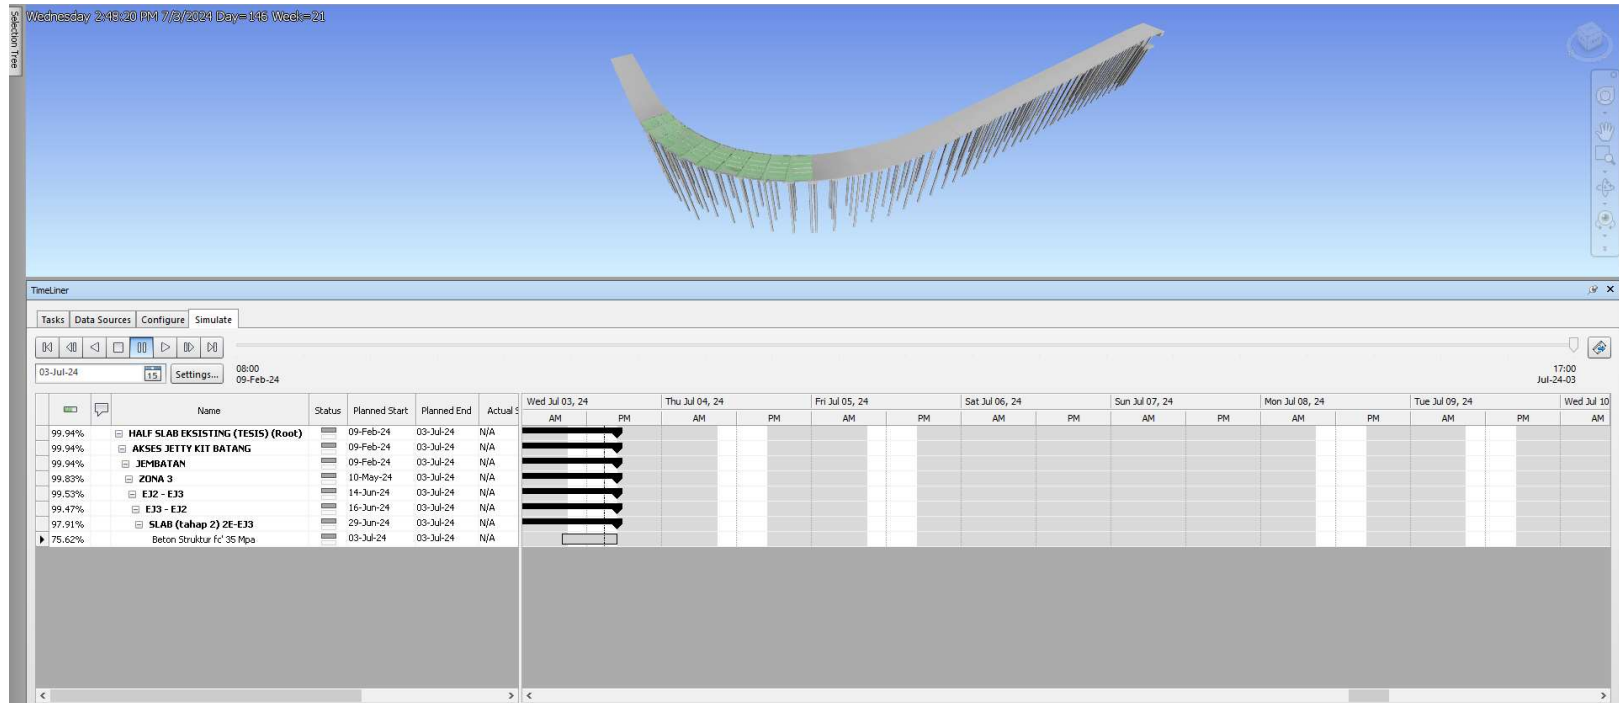 Selection Tree
Wednesday 2:48:20 PM 7/3/2024 Day=146 Week=21
TimeLiner
Tasks Data Sources Configure Simulate
03-Jul-24 15 Settings... 08:00 09-Feb-24 17:00 Jul-24-03
Name Status Planned Start Planned End Actual S
Wed Jul 03, 24 Thu Jul 04, 24 Fri Jul 05, 24 Sat Jul 06, 24 Sun Jul 07, 24 Mon Jul 08, 24 Tue Jul 09, 24 Wed Jul 10
AM PM AM PM AM PM AM PM AM PM AM PM AM PM AM
99.94% HALF SLAB EKSISTING (TESIS) (Root) 09-Feb-24 03-Jul-24 N/A
99.94% AKSES JETTY KIT BATANG 09-Feb-24 03-Jul-24 N/A
99.94% JEMBATAN 09-Feb-24 03-Jul-24 N/A
99.83% ZONA 3 10-May-24 03-Jul-24 N/A
99.53% EJ2 - EJ3 14-Jun-24 03-Jul-24 N/A
99.47% EJ3 - EJ2 16-Jun-24 03-Jul-24 N/A
97.91% SLAB (tahap 2) 2E-EJ3 29-Jun-24 03-Jul-24 N/A
75.62% Beton Struktur fc' 35 Mpa 03-Jul-24 03-Jul-24 N/A